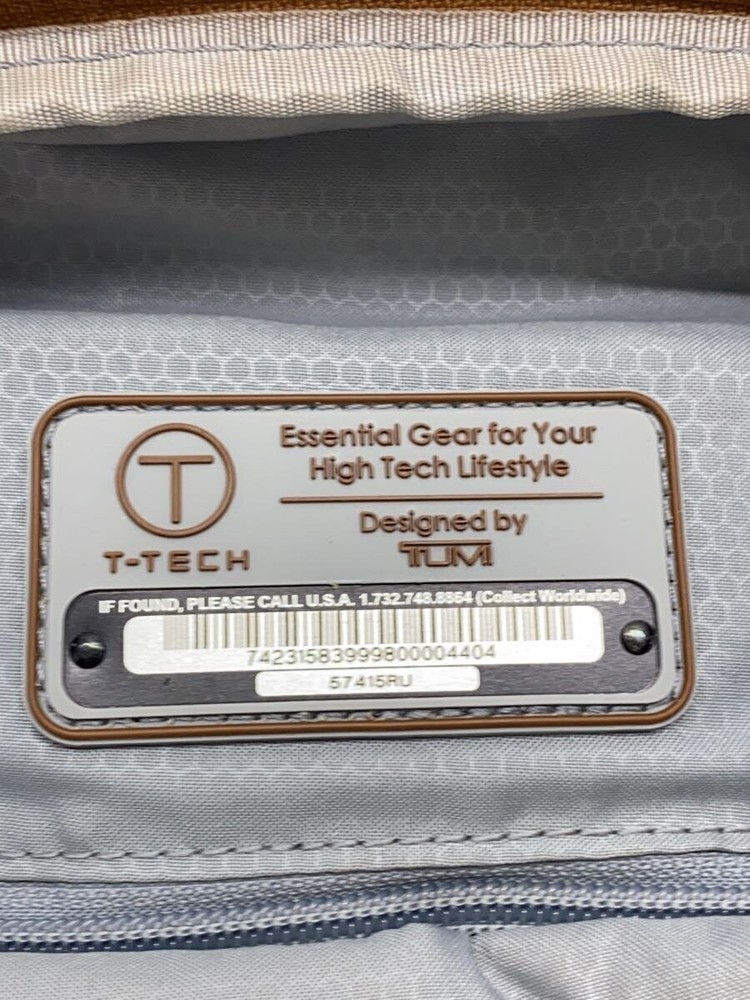 T
T-TECH
Essential Gear for Your
High Tech Lifestyle
Designed by
TUMI
IF FOUND, PLEASE CALL U.S.A. 1.732.748.8864 (Collect Worldwide)
74231583999800004404
57415RU